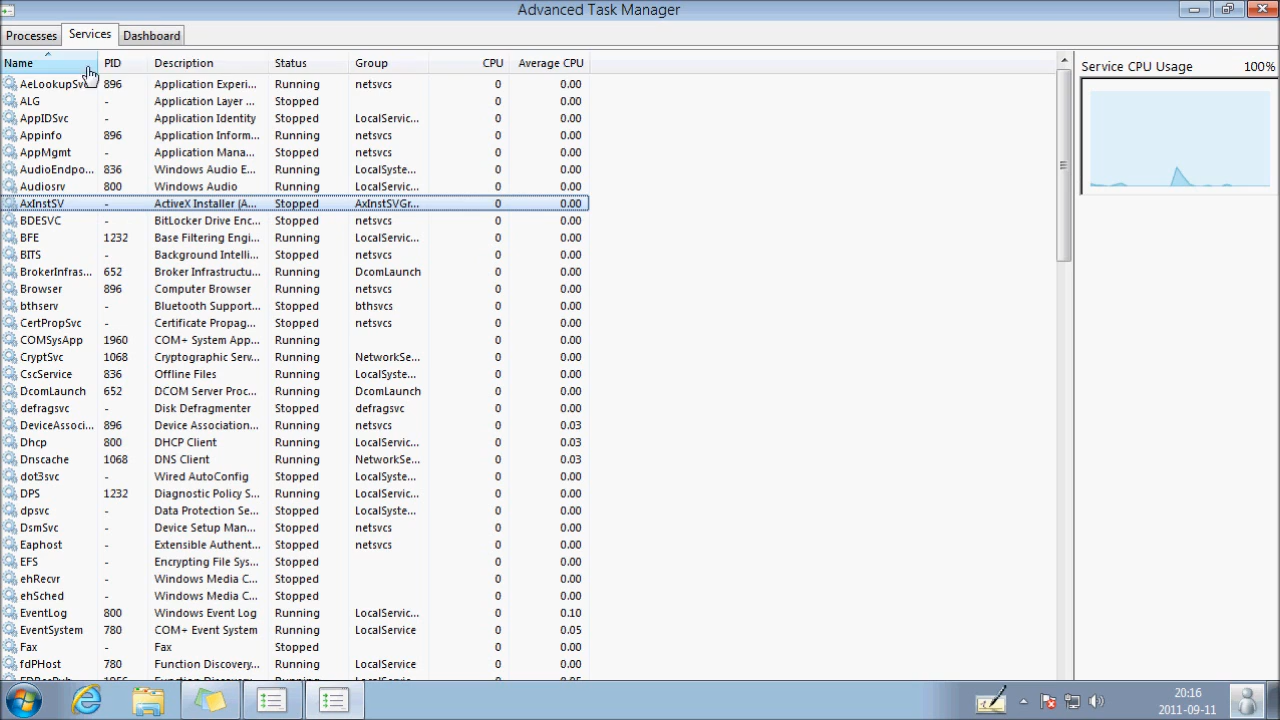 Advanced Task Manager
Processes Services Dashboard
Name PID Description Status Group CPU Average CPU
Service CPU Usage 100%
AeLookupSv 896 Application Experi... Running netsvcs 0 0.00
ALG - Application Layer ... Stopped 0 0.00
AppIDSvc - Application Identity Stopped LocalServic... 0 0.00
Appinfo 896 Application Inform... Running netsvcs 0 0.00
AppMgmt - Application Mana... Stopped netsvcs 0 0.00
AudioEndpo... 836 Windows Audio E... Running LocalSyste... 0 0.00
Audiosrv 800 Windows Audio Running LocalServic... 0 0.00
AxInstSV - ActiveX Installer (A... Stopped AxInstSVGr... 0 0.00
BDESVC - BitLocker Drive Enc... Stopped netsvcs 0 0.00
BFE 1232 Base Filtering Engi... Running LocalServic... 0 0.00
BITS - Background Intelli... Stopped netsvcs 0 0.00
BrokerInfras... 652 Broker Infrastructu... Running DcomLaunch 0 0.00
Browser 896 Computer Browser Running netsvcs 0 0.00
bthserv - Bluetooth Support... Stopped bthsvcs 0 0.00
CertPropSvc - Certificate Propag... Stopped netsvcs 0 0.00
COMSysApp 1960 COM+ System App... Running 0 0.00
CryptSvc 1068 Cryptographic Serv... Running NetworkSe... 0 0.00
CscService 836 Offline Files Running LocalSyste... 0 0.00
DcomLaunch 652 DCOM Server Proc... Running DcomLaunch 0 0.00
defragsvc - Disk Defragmenter Stopped defragsvc 0 0.00
DeviceAssoci... 896 Device Association... Running netsvcs 0 0.03
Dhcp 800 DHCP Client Running LocalServic... 0 0.03
Dnscache 1068 DNS Client Running NetworkSe... 0 0.03
dot3svc - Wired AutoConfig Stopped LocalSyste... 0 0.00
DPS 1232 Diagnostic Policy S... Running LocalServic... 0 0.00
dpsvc - Data Protection Se... Stopped LocalSyste... 0 0.00
DsmSvc - Device Setup Man... Stopped netsvcs 0 0.00
Eaphost - Extensible Authent... Stopped netsvcs 0 0.00
EFS - Encrypting File Sys... Stopped 0 0.00
ehRecvr - Windows Media C... Stopped 0 0.00
ehSched - Windows Media C... Stopped 0 0.00
EventLog 800 Windows Event Log Running LocalServic... 0 0.10
EventSystem 780 COM+ Event System Running LocalService 0 0.05
Fax - Fax Stopped 0 0.00
fdPHost 780 Function Discovery... Running LocalService 0 0.00
20:16
2011-09-11